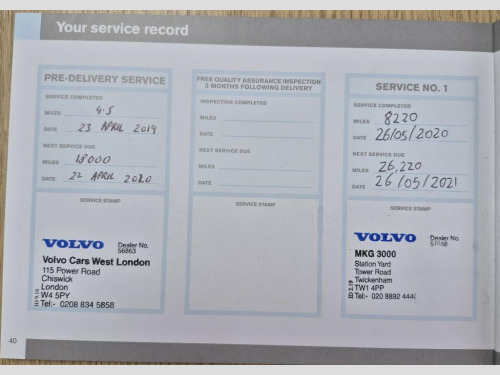 Your service record
PRE-DELIVERY SERVICE
SERVICE COMPLETED
MILES 4.5
DATE 23 APRIL 2019
NEXT SERVICE DUE
MILES 18000
DATE 22 APRIL 2020
SERVICE STAMP
VOLVO Dealer No.
56863
Volvo Cars West London
115 Power Road
Chiswick
London
W4 5PY
Tel:- 0208 834 5858
FREE QUALITY ASSURANCE INSPECTION
3 MONTHS FOLLOWING DELIVERY
INSPECTION COMPLETED
MILES
DATE
NEXT SERVICE DUE
MILES
DATE
SERVICE STAMP
SERVICE NO. 1
SERVICE COMPLETED
MILES 8220
DATE 26/05/2020
NEXT SERVICE DUE
MILES 26,220
DATE 26/05/2021
SERVICE STAMP
VOLVO Dealer No.
MKG 3000
Station Yard
Tower Road
Twickenham
TW1 4PP
Tel:- 020 8892 4440
40